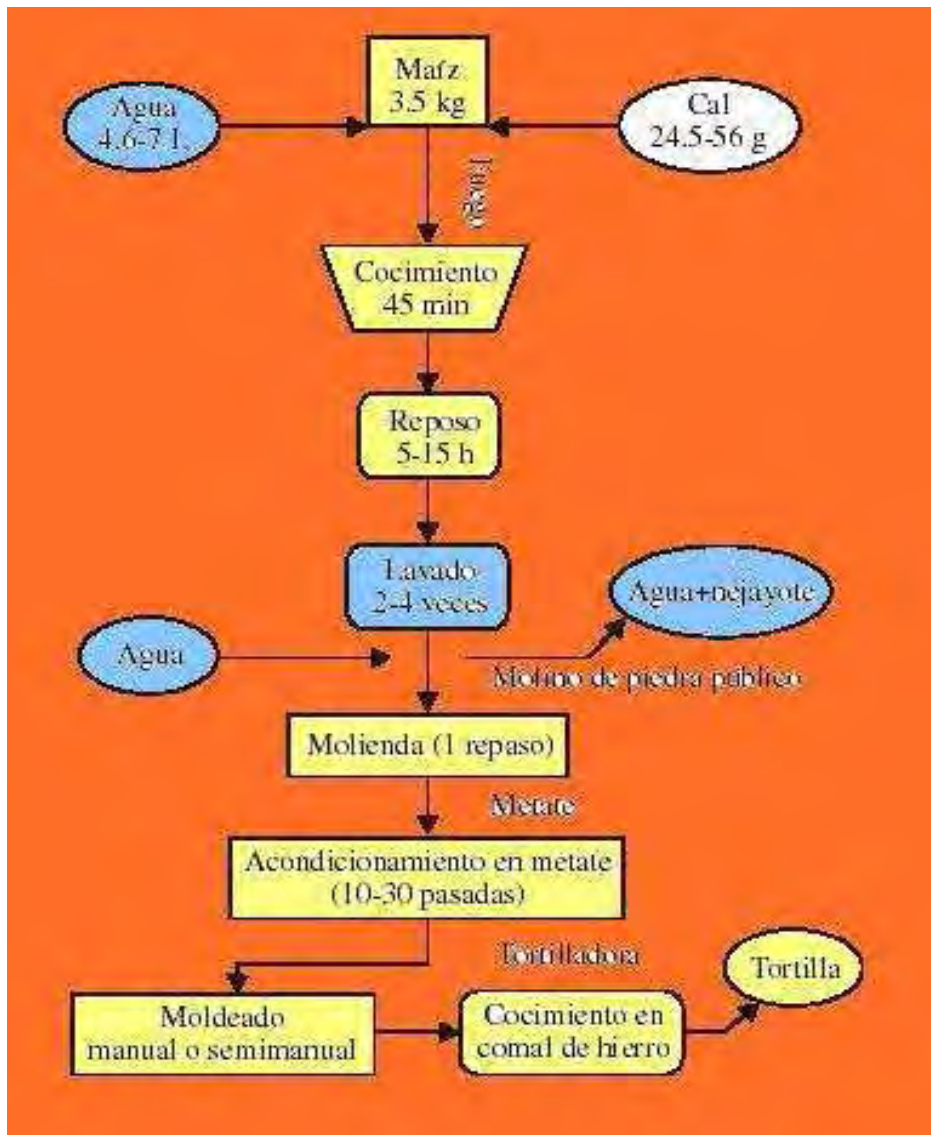 Maíz
3.5 kg
Agua
4.6-7 l.
Cal
24.5-56 g
Fuego
Cocimiento
45 min
Reposo
5-15 h
Lavado
2-4 veces
Agua+nejayote
Agua
Molino de piedra público
Molienda (1 repaso)
Metate
Acondicionamiento en metate
(10-30 pasadas)
Tortilladora
Tortilla
Moldeado
manual o semimanual
Cocimiento en
comal de hierro